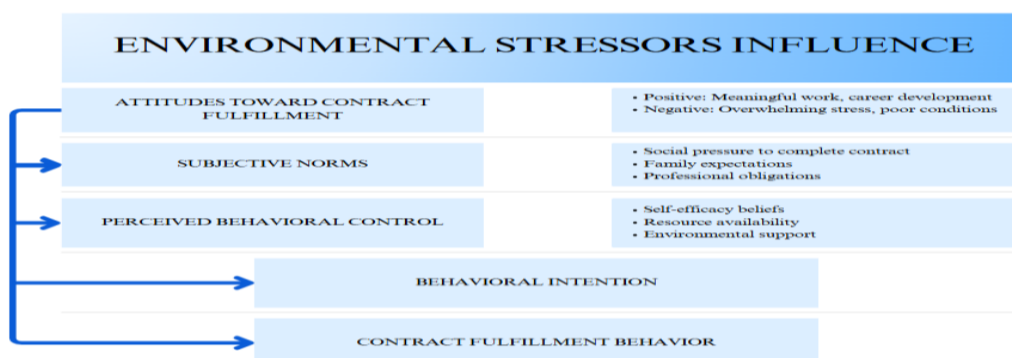 ENVIRONMENTAL STRESSORS INFLUENCE
ATTITUDES TOWARD CONTRACT
FULFILLMENT
• Positive: Meaningful work, career development
• Negative: Overwhelming stress, poor conditions
SUBJECTIVE NORMS
• Social pressure to complete contract
• Family expectations
• Professional obligations
PERCEIVED BEHAVIORAL CONTROL
• Self-efficacy beliefs
• Resource availability
• Environmental support
BEHAVIORAL INTENTION
CONTRACT FULFILLMENT BEHAVIOR